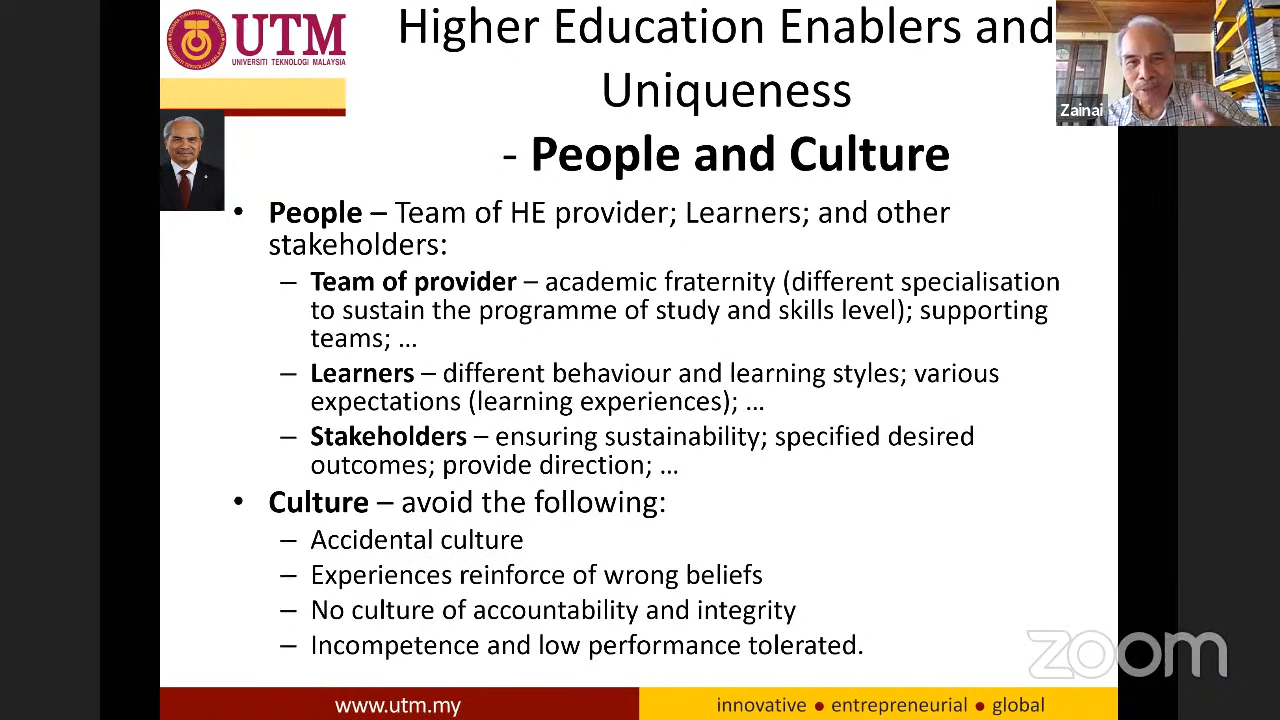 UTM
UNIVERSITI TEKNOLOGI MALAYSIA
Higher Education Enablers and
Uniqueness
- People and Culture
Zainai
• People – Team of HE provider; Learners; and other
stakeholders:
– Team of provider – academic fraternity (different specialisation
to sustain the programme of study and skills level); supporting
teams; …
– Learners – different behaviour and learning styles; various
expectations (learning experiences); …
– Stakeholders – ensuring sustainability; specified desired
outcomes; provide direction; …
• Culture – avoid the following:
– Accidental culture
– Experiences reinforce of wrong beliefs
– No culture of accountability and integrity
– Incompetence and low performance tolerated.
zoom
www.utm.my
innovative ● entrepreneurial ● global